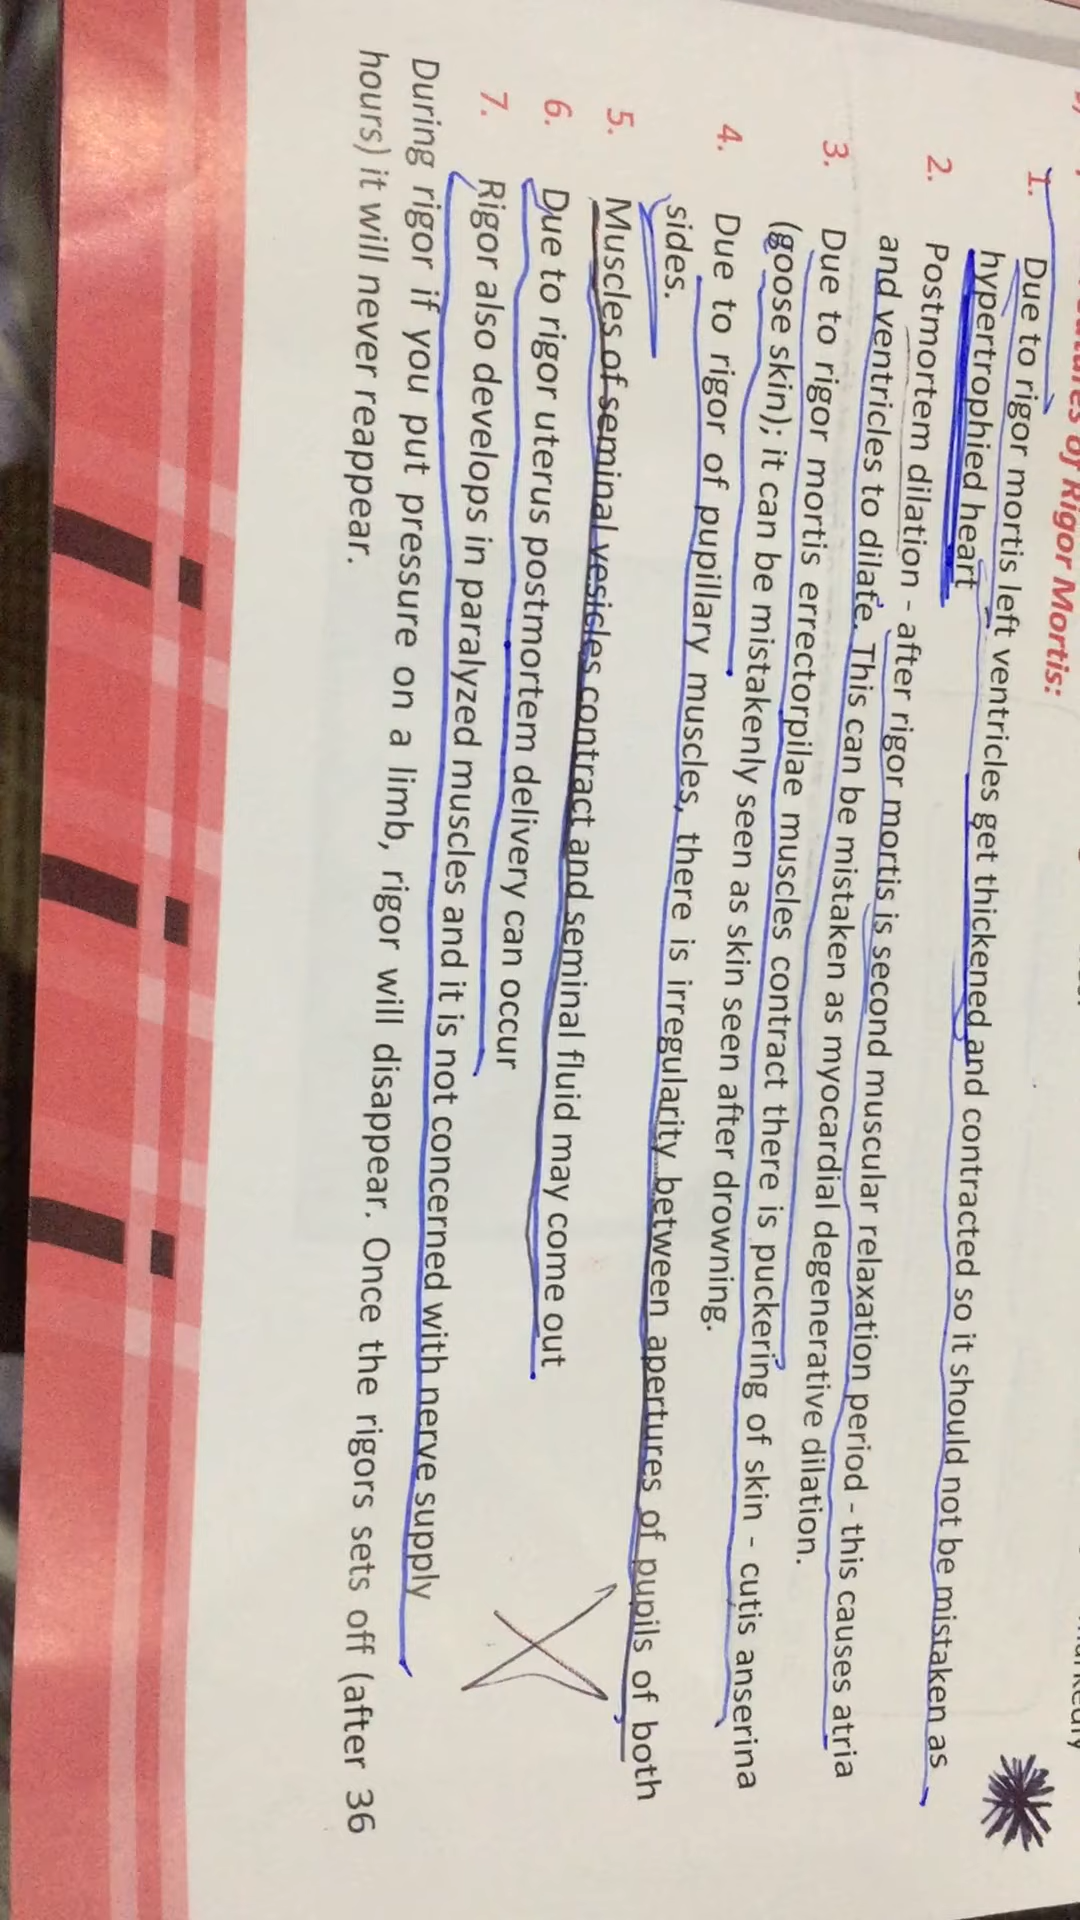 of Rigor Mortis:
1. Due to rigor mortis left ventricles get thickened and contracted so it should not be mistaken as
hypertrophied heart
2. Postmortem dilation - after rigor mortis is second muscular relaxation period - this causes atria
and ventricles to dilate. This can be mistaken as myocardial degenerative dilation.
3. Due to rigor mortis errectorpilae muscles contract there is puckering of skin - cutis anserina
(goose skin); it can be mistakenly seen as skin seen after drowning.
4. Due to rigor of pupillary muscles, there is irregularity between apertures of pupils of both
sides.
5. Muscles of seminal vesicles contract and seminal fluid may come out
6. Due to rigor uterus postmortem delivery can occur
7. Rigor also develops in paralyzed muscles and it is not concerned with nerve supply
During rigor if you put pressure on a limb, rigor will disappear. Once the rigors sets off (after 36
hours) it will never reappear.